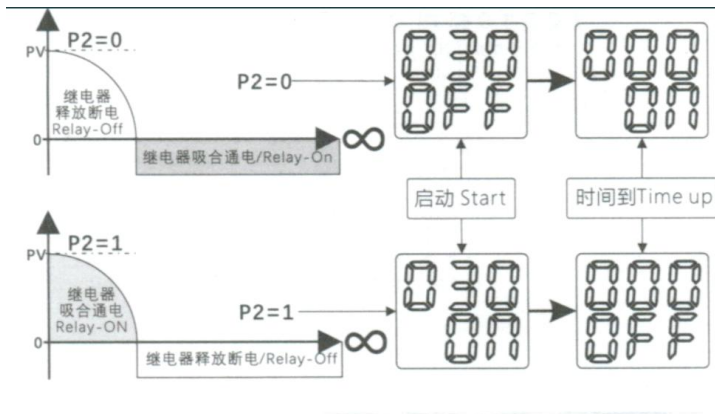 PV
P2=0
继电器
释放断电
Relay-Off
0
继电器吸合通电/Relay-On
∞
P2=0
030
OFF
000
ON
启动 Start
时间到Time up
PV
P2=1
继电器
吸合通电
Relay-ON
0
继电器释放断电/Relay-Off
∞
P2=1
030
ON
000
OFF